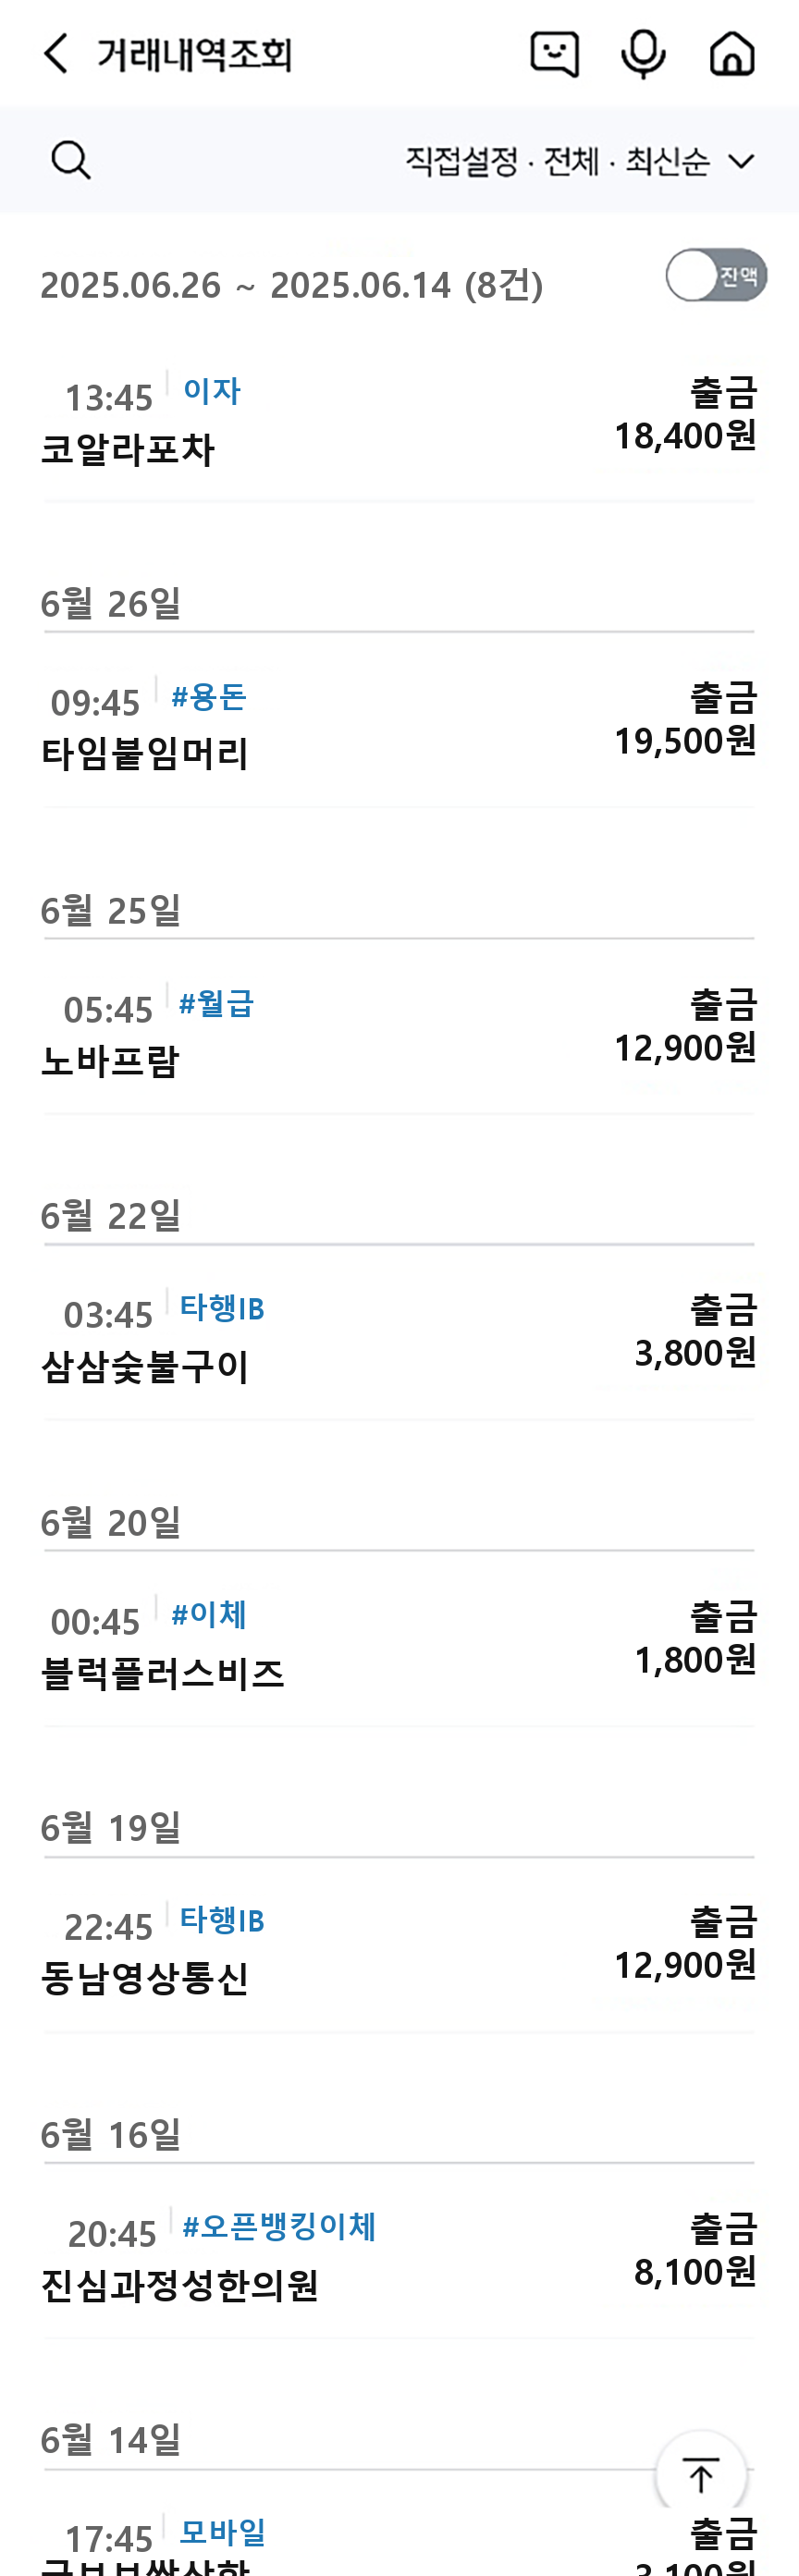 거래내역조회
직접설정 · 전체 · 최신순
2025.06.26 ~ 2025.06.14 (8건)
잔액
13:45 이자
출금
코알라포차
18,400원
6월 26일
09:45 #용돈
출금
타임붙임머리
19,500원
6월 25일
05:45 #월급
출금
노바프람
12,900원
6월 22일
03:45 타행IB
출금
삼삼숯불구이
3,800원
6월 20일
00:45 #이체
출금
블럭플러스비즈
1,800원
6월 19일
22:45 타행IB
출금
동남영상통신
12,900원
6월 16일
20:45 #오픈뱅킹이체
출금
진심과정성한의원
8,100원
6월 14일
17:45 모바일
출금
3,100원